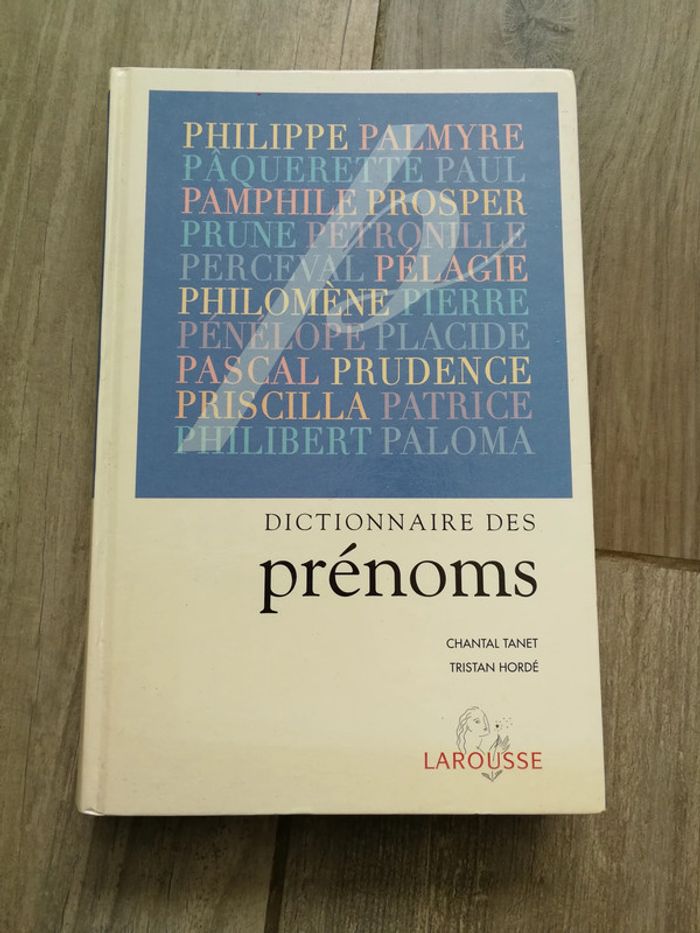 PHILIPPE PALMYRE
PÂQUERETTE PAUL
PAMPHILE PROSPER
PRUNE PETRONILLE
PERCEVAL PÉLAGIE
PHILOMÈNE PIERRE
PÉNÉLOPE PLACIDE
PASCAL PRUDENCE
PRISCILLA PATRICE
PHILIBERT PALOMA
p
DICTIONNAIRE DES
prénoms
CHANTAL TANET
TRISTAN HORDÉ
LAROUSSE